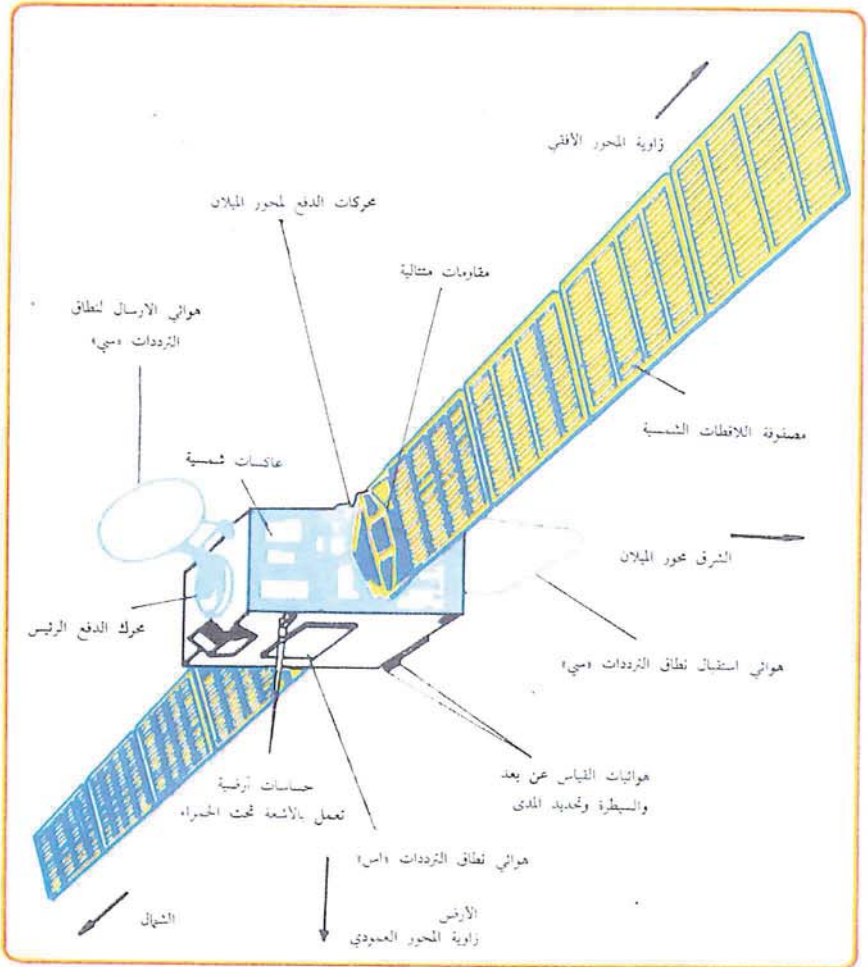 زاوية المحور الأفقي
محركات الدفع لمحور الميلان
مقاومات متتالية
هوائي الارسال لنطاق
الترددات «سي»
مصفوفة اللاقطات الشمسية
عاكسات شمسية
الشرق محور الميلان
محرك الدفع الرئيس
هوائي استقبال نطاق الترددات «سي»
هوائيات القياس عن بعد
والسيطرة وتحديد المدى
حساسات أرضية
تعمل بالاشعة تحت الحمراء
هوائي نطاق الترددات «اس»
الشمال
الأرض
زاوية المحور العمودي